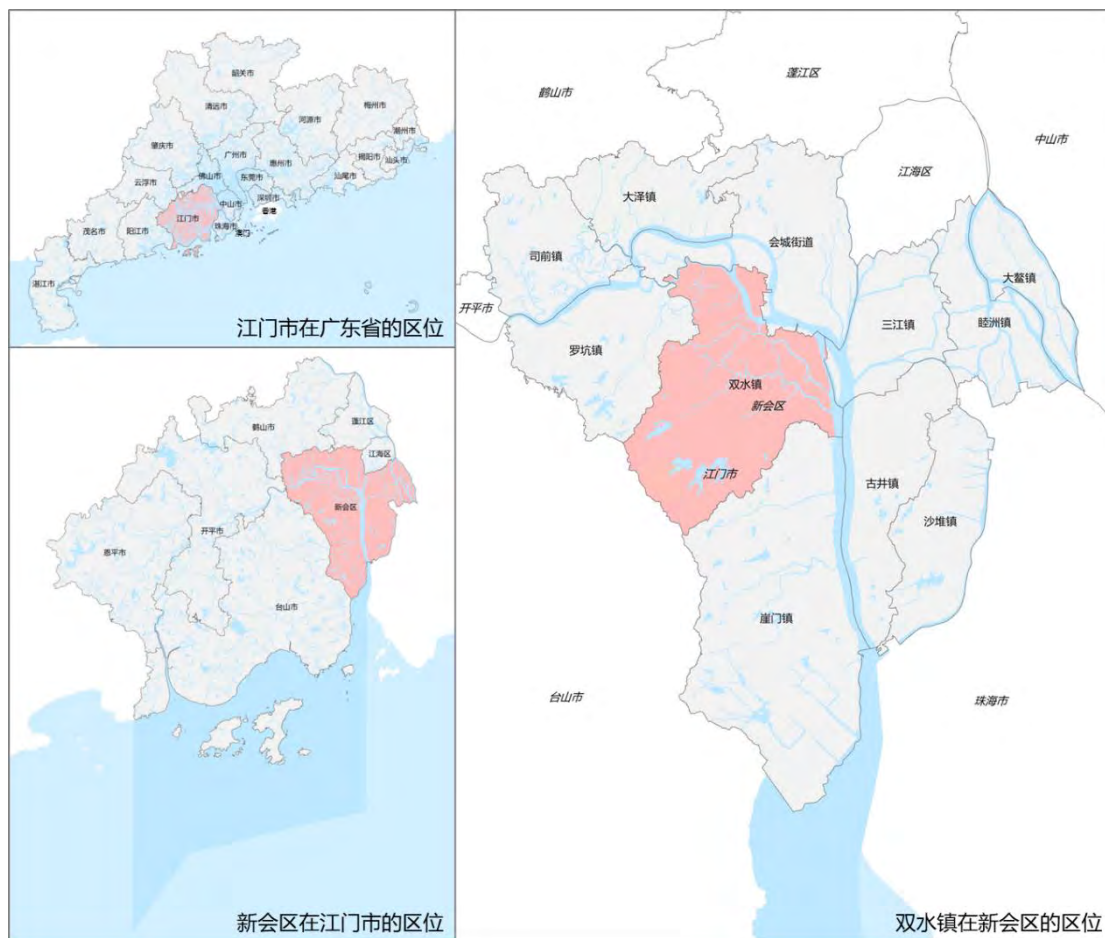 韶关市
清远市
河源市
梅州市
潮州市
肇庆市
广州市
惠州市
揭阳市
汕头市
云浮市
佛山市
东莞市
汕尾市
深圳市
香港
江门市
中山市
珠海市
澳门
茂名市
阳江市
湛江市
江门市在广东省的区位
鹤山市
蓬江区
江海区
新会区
恩平市
开平市
台山市
新会区在江门市的区位
鹤山市
蓬江区
中山市
江海区
大泽镇
会城街道
司前镇
大鳌镇
开平市
三江镇
睦洲镇
罗坑镇
双水镇
新会区
江门市
古井镇
沙堆镇
崖门镇
台山市
珠海市
双水镇在新会区的区位